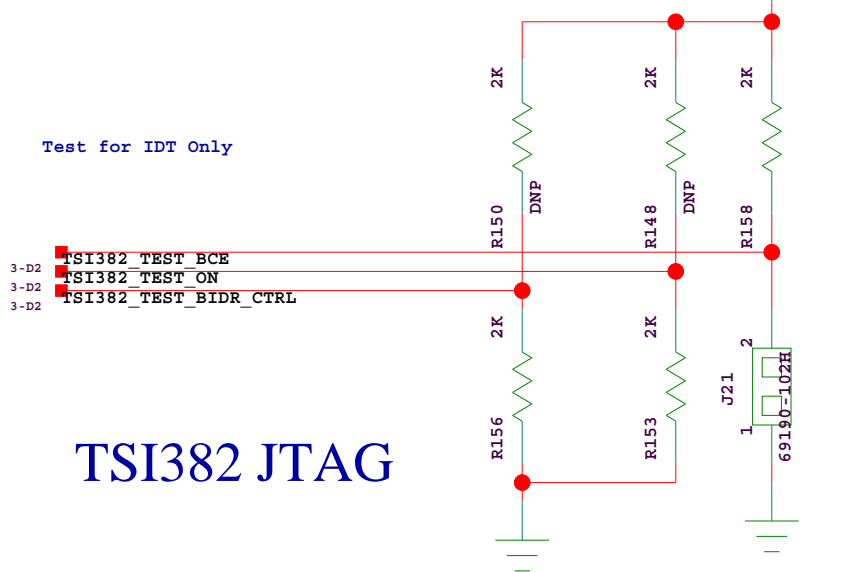 2K
2K
2K
Test for IDT Only
DNP
DNP
R150
R148
R158
TSI382_TEST_BCE
3-D2
TSI382_TEST_ON
3-D2
TSI382_TEST_BIDR_CTRL
3-D2
2K
2K
2
J21
69190-102H
1
R156
R153
TSI382 JTAG